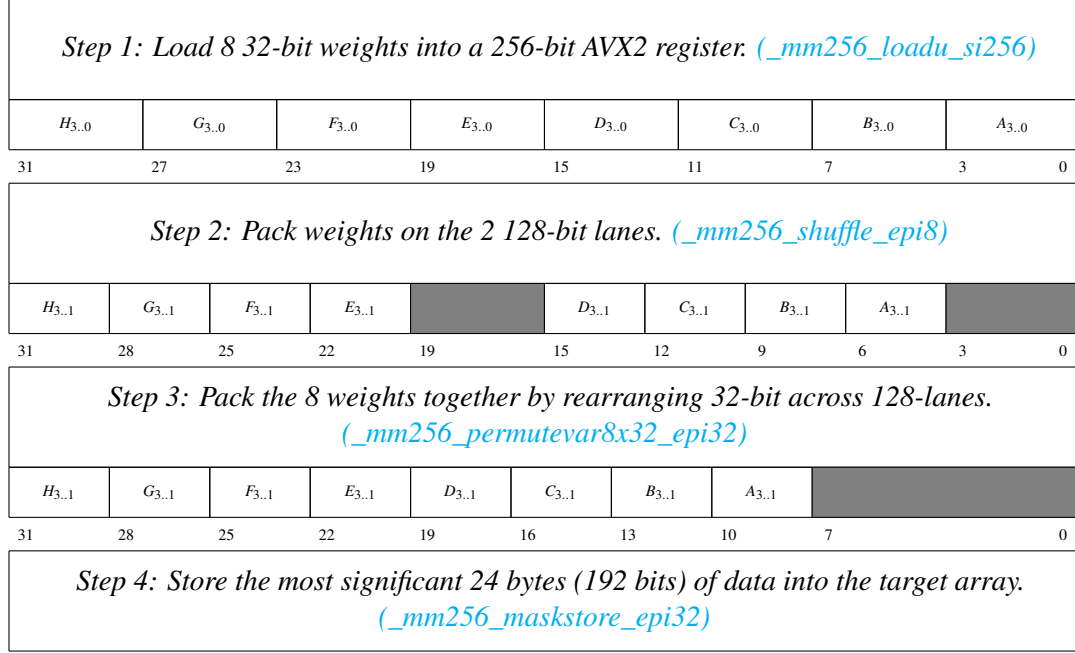 Step 1: Load 8 32-bit weights into a 256-bit AVX2 register. (_mm256_loadu_si256)
H3..0 G3..0 F3..0 E3..0 D3..0 C3..0 B3..0 A3..0
31 27 23 19 15 11 7 3 0
Step 2: Pack weights on the 2 128-bit lanes. (_mm256_shuffle_epi8)
H3..1 G3..1 F3..1 E3..1 D3..1 C3..1 B3..1 A3..1
31 28 25 22 19 15 12 9 6 3 0
Step 3: Pack the 8 weights together by rearranging 32-bit across 128-lanes.
(_mm256_permutevar8x32_epi32)
H3..1 G3..1 F3..1 E3..1 D3..1 C3..1 B3..1 A3..1
31 28 25 22 19 16 13 10 7 0
Step 4: Store the most significant 24 bytes (192 bits) of data into the target array.
(_mm256_maskstore_epi32)